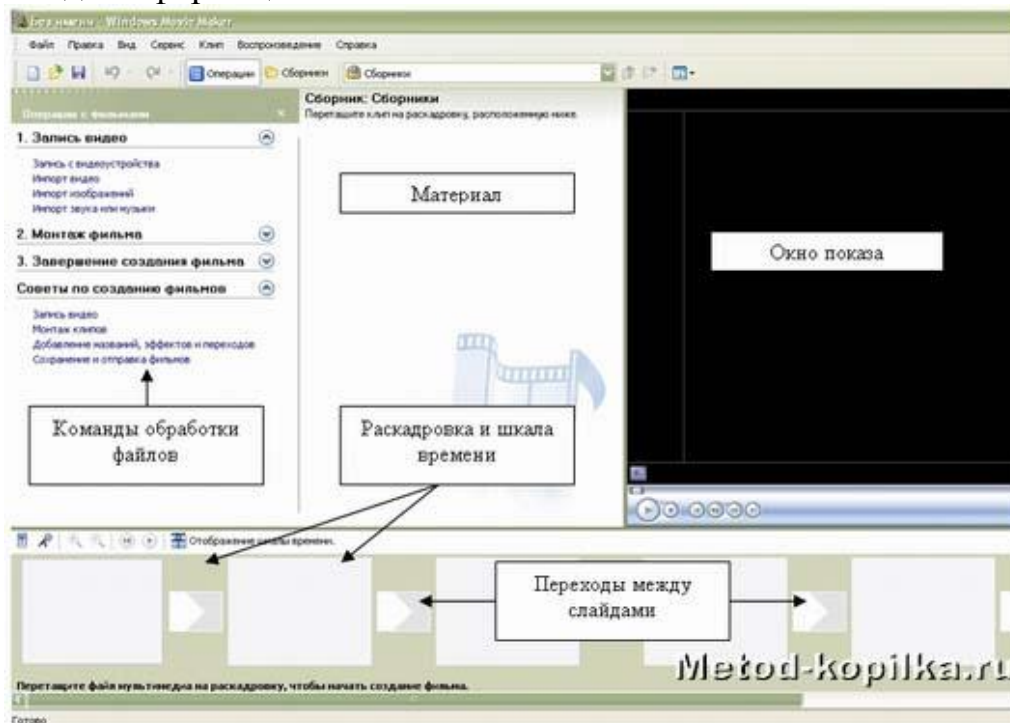 Без имени - Windows Movie Maker
Файл Правка Вид Сервис Клип Воспроизведение Справка
Операции Сборники Сборники
Операции с фильмами
Сборник: Сборники
Перетащите клип на раскадровку, расположенную ниже.
1. Запись видео
Запись с видеоустройства
Импорт видео
Импорт изображений
Импорт звука или музыки
2. Монтаж фильма
3. Завершение создания фильма
Советы по созданию фильмов
Запись видео
Монтаж клипов
Добавление названий, эффектов и переходов
Сохранение и отправка фильмов
Материал
Окно показа
Команды обработки
файлов
Раскадровка и шкала
времени
Отображение шкалы времени.
Переходы между
слайдами
Metod-kopilka.ru
Перетащите файл мультимедиа на раскадровку, чтобы начать создание фильма.
Готово